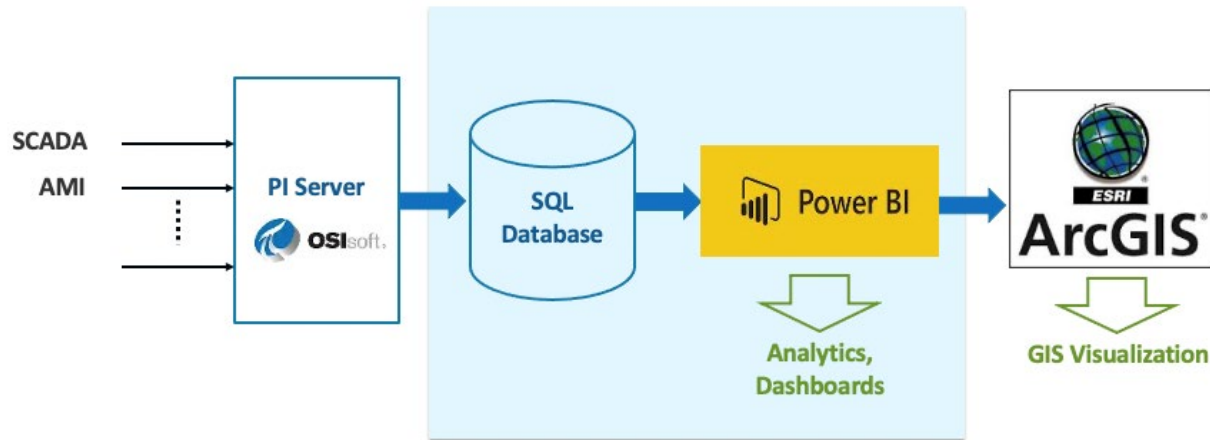 SCADA
AMI
PI Server
OSIsoft®
SQL
Database
Power BI
ESRI
®
ArcGIS®
Analytics,
Dashboards
GIS Visualization